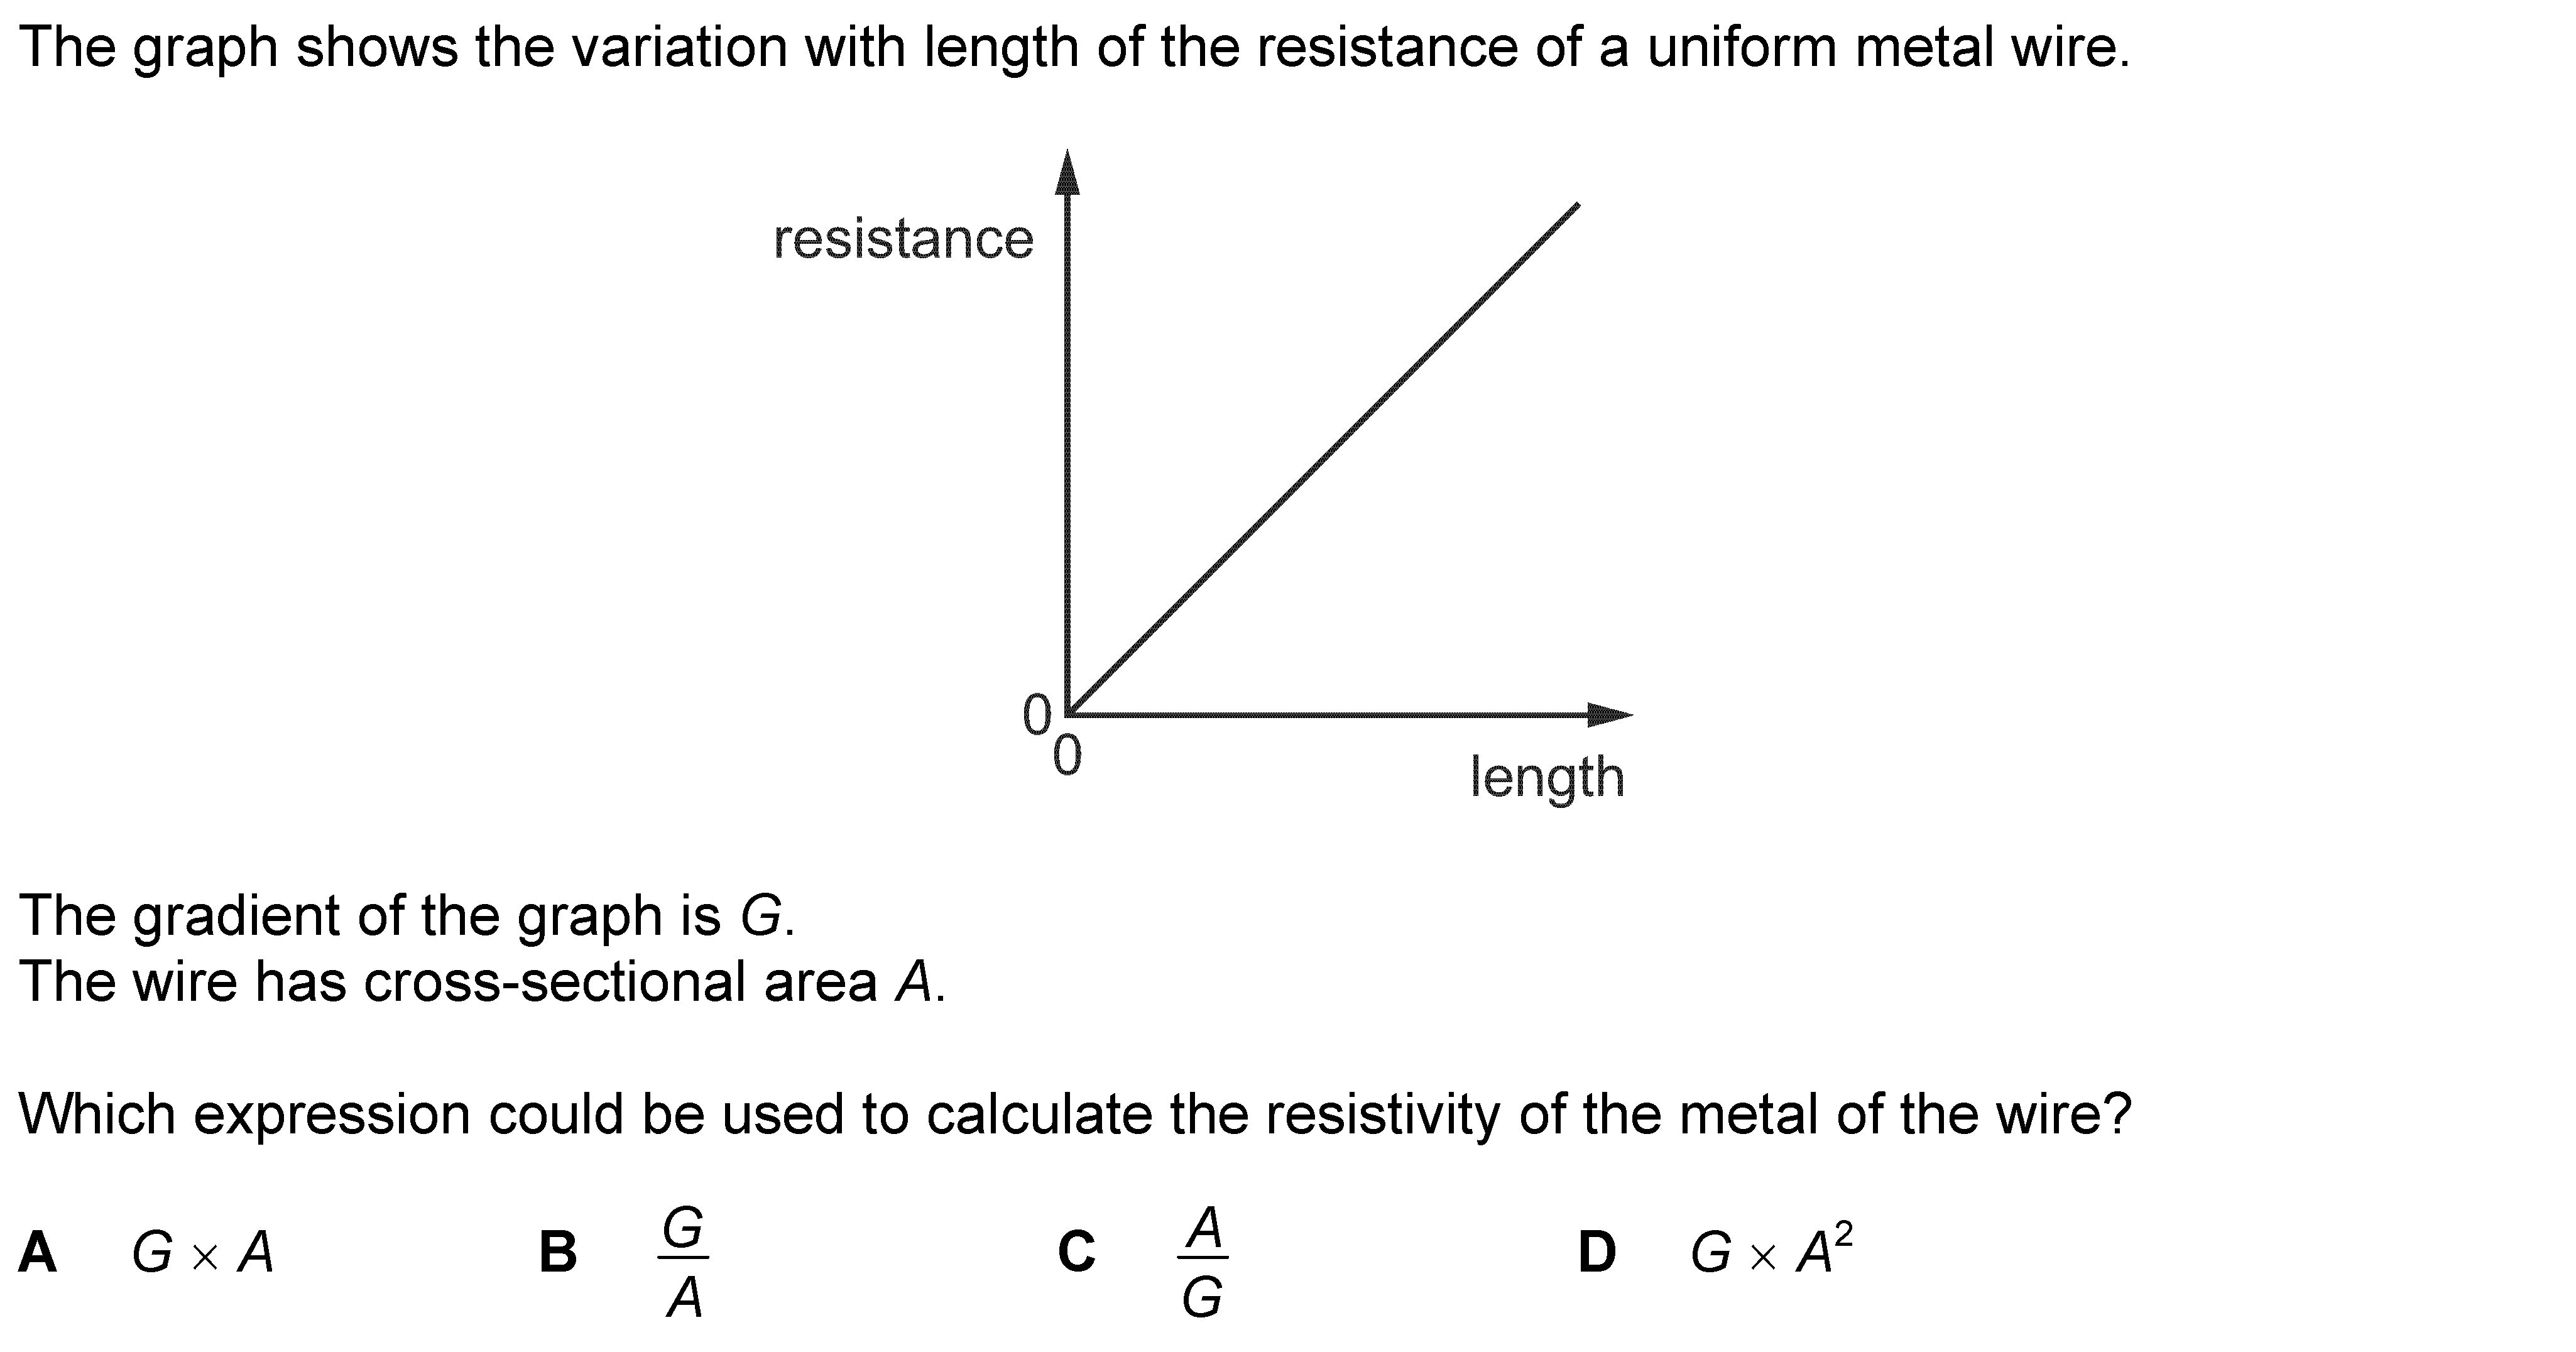 The graph shows the variation with length of the resistance of a uniform metal wire.
resistance
0
0
length
The gradient of the graph is G.
The wire has cross-sectional area A.
Which expression could be used to calculate the resistivity of the metal of the wire?
A G × A B G/A C A/G D G × A²